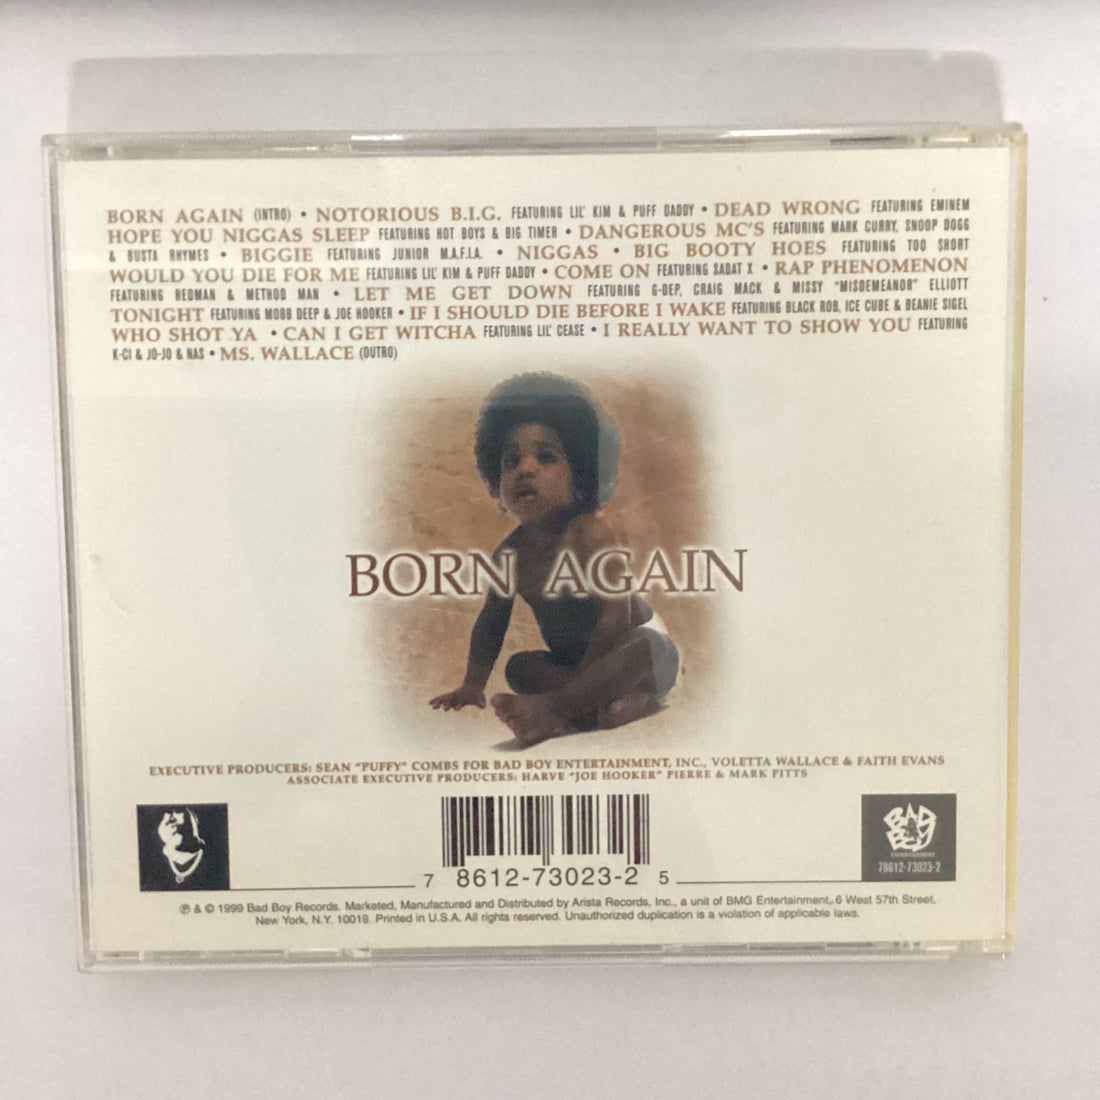 BORN AGAIN (INTRO) • NOTORIOUS B.I.G. FEATURING LIL' KIM & PUFF DADDY • DEAD WRONG FEATURING EMINEM
HOPE YOU NIGGAS SLEEP FEATURING HOT BOYS & BIG TIMER • DANGEROUS MC'S FEATURING MARK CURRY, SNOOP DOGG
& BUSTA RHYMES • BIGGIE FEATURING JUNIOR M.A.F.I.A. • NIGGAS • BIG BOOTY HOES FEATURING TOO SHORT
WOULD YOU DIE FOR ME FEATURING LIL' KIM & PUFF DADDY • COME ON FEATURING SADAT X • RAP PHENOMENON
FEATURING REDMAN & METHOD MAN • LET ME GET DOWN FEATURING G-DEP, CRAIG MACK & MISSY "MISDEMEANOR" ELLIOTT
TONIGHT FEATURING MOBB DEEP & JOE HOOKER • IF I SHOULD DIE BEFORE I WAKE FEATURING BLACK ROB, ICE CUBE & BEANIE SIGEL
WHO SHOT YA • CAN I GET WITCHA FEATURING LIL' CEASE • I REALLY WANT TO SHOW YOU FEATURING
K-CI & JO-JO & NAS • MS. WALLACE (OUTRO)
BORN AGAIN
EXECUTIVE PRODUCERS: SEAN "PUFFY" COMBS FOR BAD BOY ENTERTAINMENT, INC., VOLETTA WALLACE & FAITH EVANS
ASSOCIATE EXECUTIVE PRODUCERS: HARVE "JOE HOOKER" PIERRE & MARK PITTS
BAD BOY
ENTERTAINMENT
78612-73023-2
7 8612-73023-2 5
℗ & © 1999 Bad Boy Records. Marketed, Manufactured and Distributed by Arista Records, Inc., a unit of BMG Entertainment, 6 West 57th Street,
New York, N.Y. 10019. Printed in U.S.A. All rights reserved. Unauthorized duplication is a violation of applicable laws.